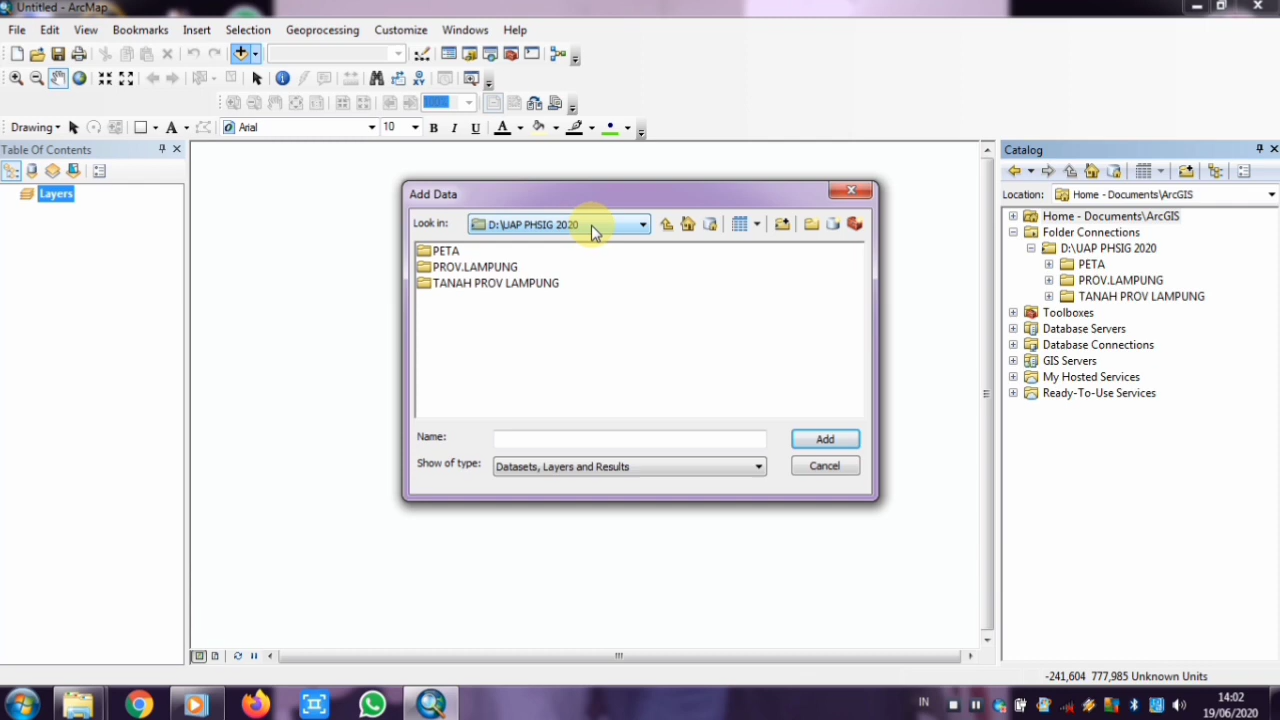 Untitled - ArcMap
File Edit View Bookmarks Insert Selection Geoprocessing Customize Windows Help
100%
Drawing Arial 10 B I U A
Table Of Contents
Layers
Add Data
Look in: D:\UAP PHSIG 2020
PETA
PROV.LAMPUNG
TANAH PROV LAMPUNG
Name:
Add
Show of type: Datasets, Layers and Results
Cancel
Catalog
Location: Home - Documents\ArcGIS
Home - Documents\ArcGIS
Folder Connections
D:\UAP PHSIG 2020
PETA
PROV.LAMPUNG
TANAH PROV LAMPUNG
Toolboxes
Database Servers
Database Connections
GIS Servers
My Hosted Services
Ready-To-Use Services
-241,604 777,985 Unknown Units
IN
14:02
19/06/2020